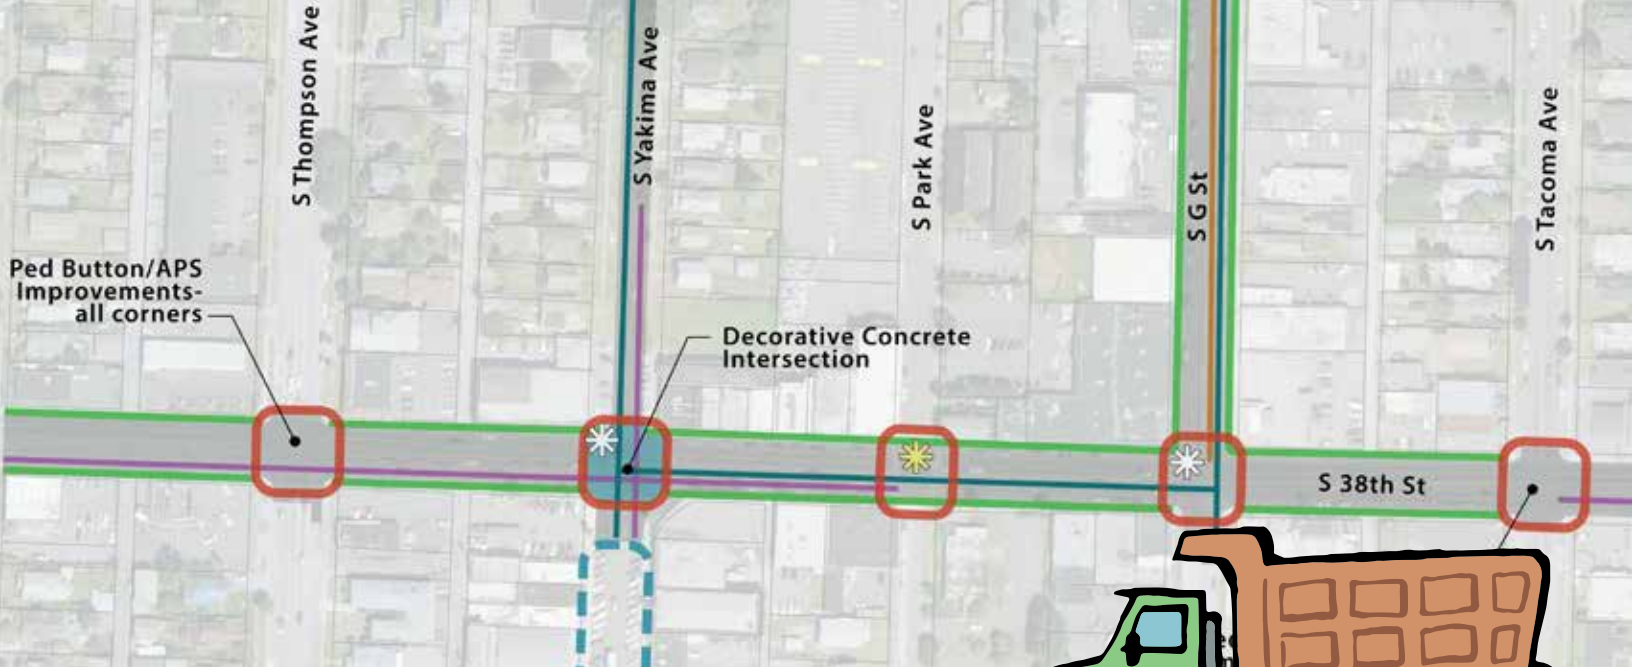 S Thompson Ave
S Yakima Ave
S Park Ave
S G St
S Tacoma Ave
Ped Button/APS
Improvements-
all corners
Decorative Concrete
Intersection
S 38th St